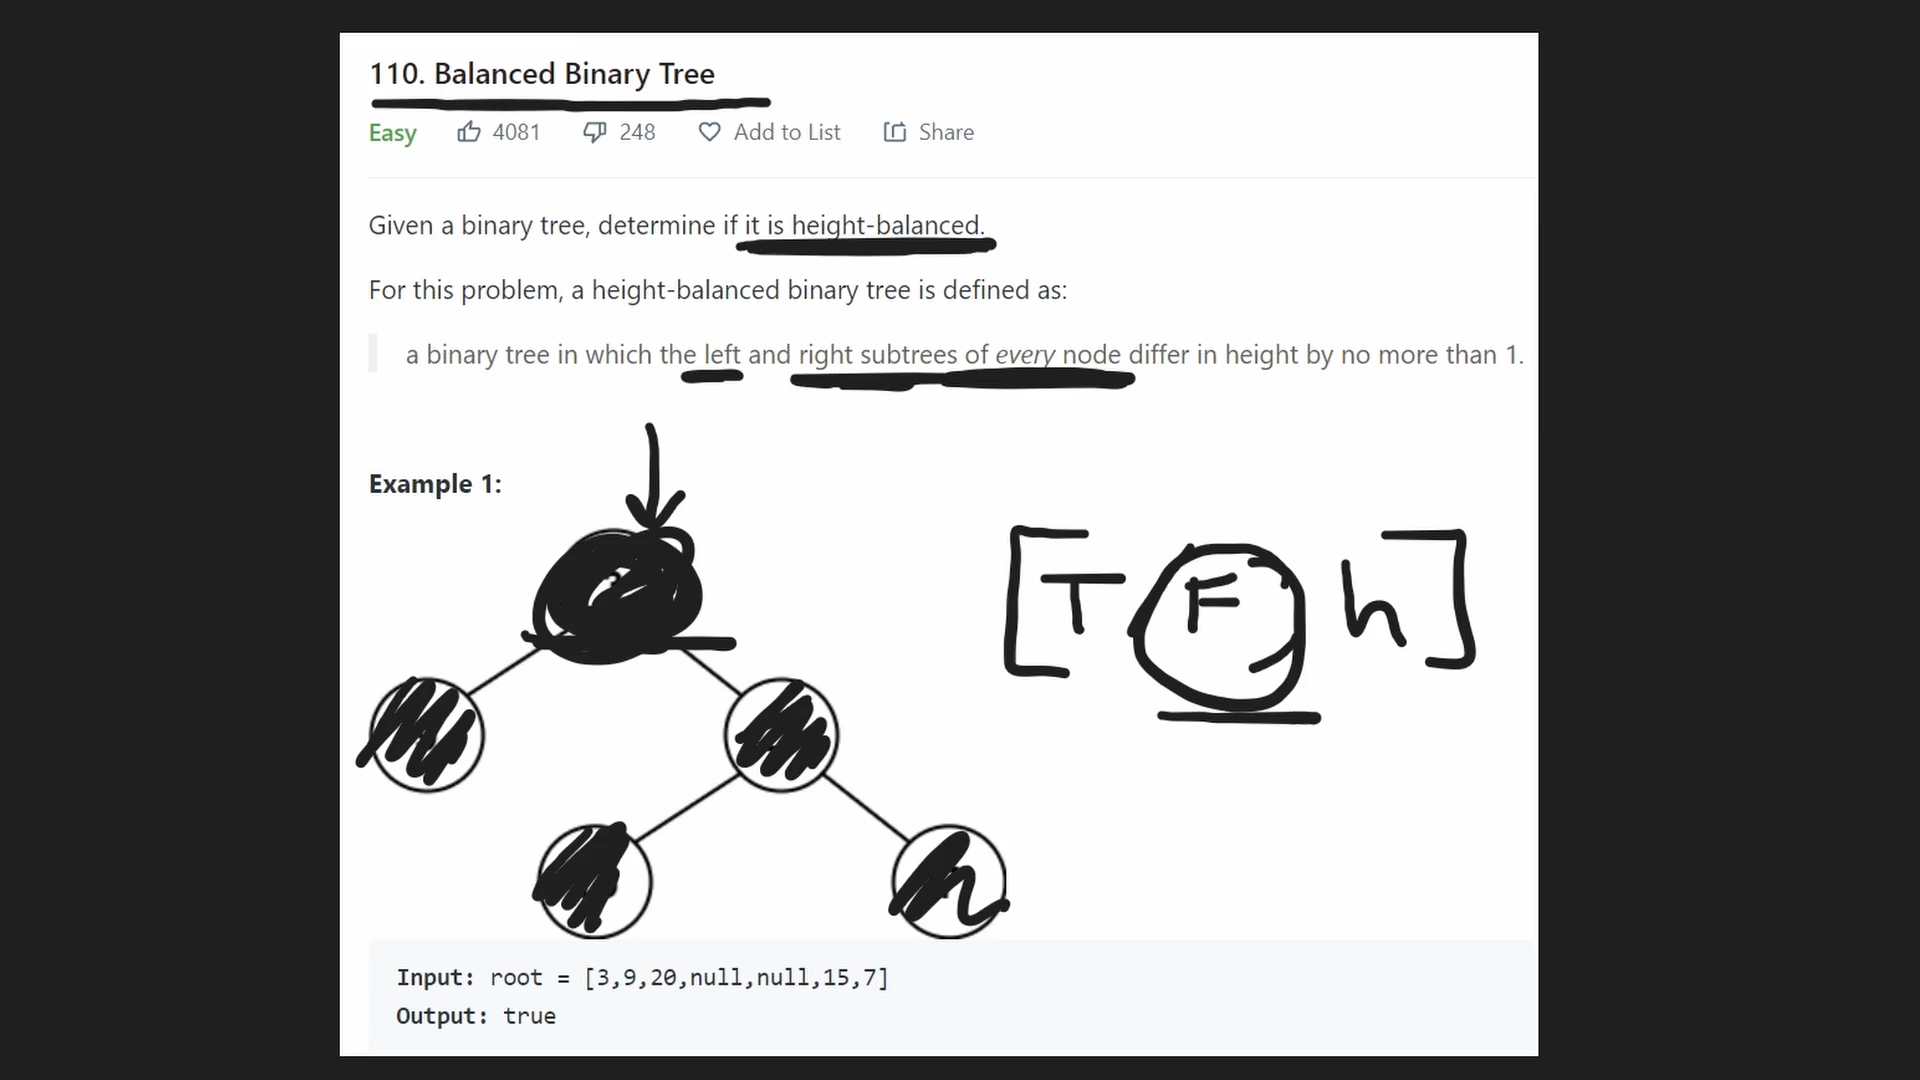 110. Balanced Binary Tree
Easy 4081 248 Add to List Share
Given a binary tree, determine if it is height-balanced.
For this problem, a height-balanced binary tree is defined as:
a binary tree in which the left and right subtrees of every node differ in height by no more than 1.
Example 1:
[T F h]
Input: root = [3,9,20,null,null,15,7]
Output: true